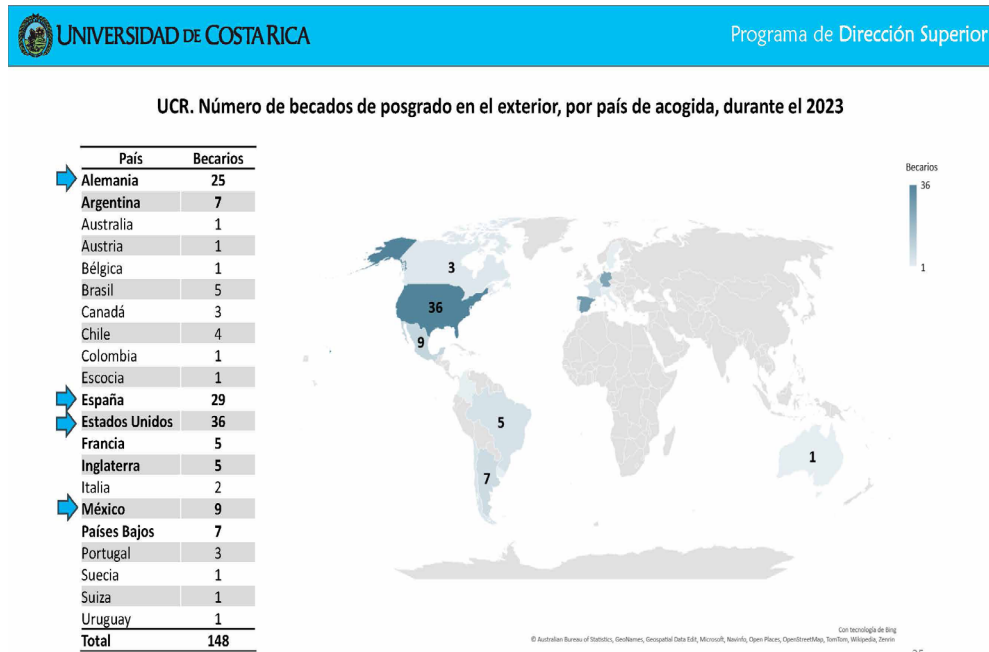 UNIVERSIDAD DE COSTA RICA
Programa de Dirección Superior
UCR. Número de becados de posgrado en el exterior, por país de acogida, durante el 2023
País Becarios
Alemania 25
Argentina 7
Australia 1
Austria 1
Bélgica 1
Brasil 5
Canadá 3
Chile 4
Colombia 1
Escocia 1
España 29
Estados Unidos 36
Francia 5
Inglaterra 5
Italia 2
México 9
Países Bajos 7
Portugal 3
Suecia 1
Suiza 1
Uruguay 1
Total 148
Becarios
36
1
3
36
9
5
7
1
Con tecnología de Bing
© Australian Bureau of Statistics, GeoNames, Geospatial Data Edit, Microsoft, Navinfo, Open Places, OpenStreetMap, TomTom, Wikipedia, Zenrin